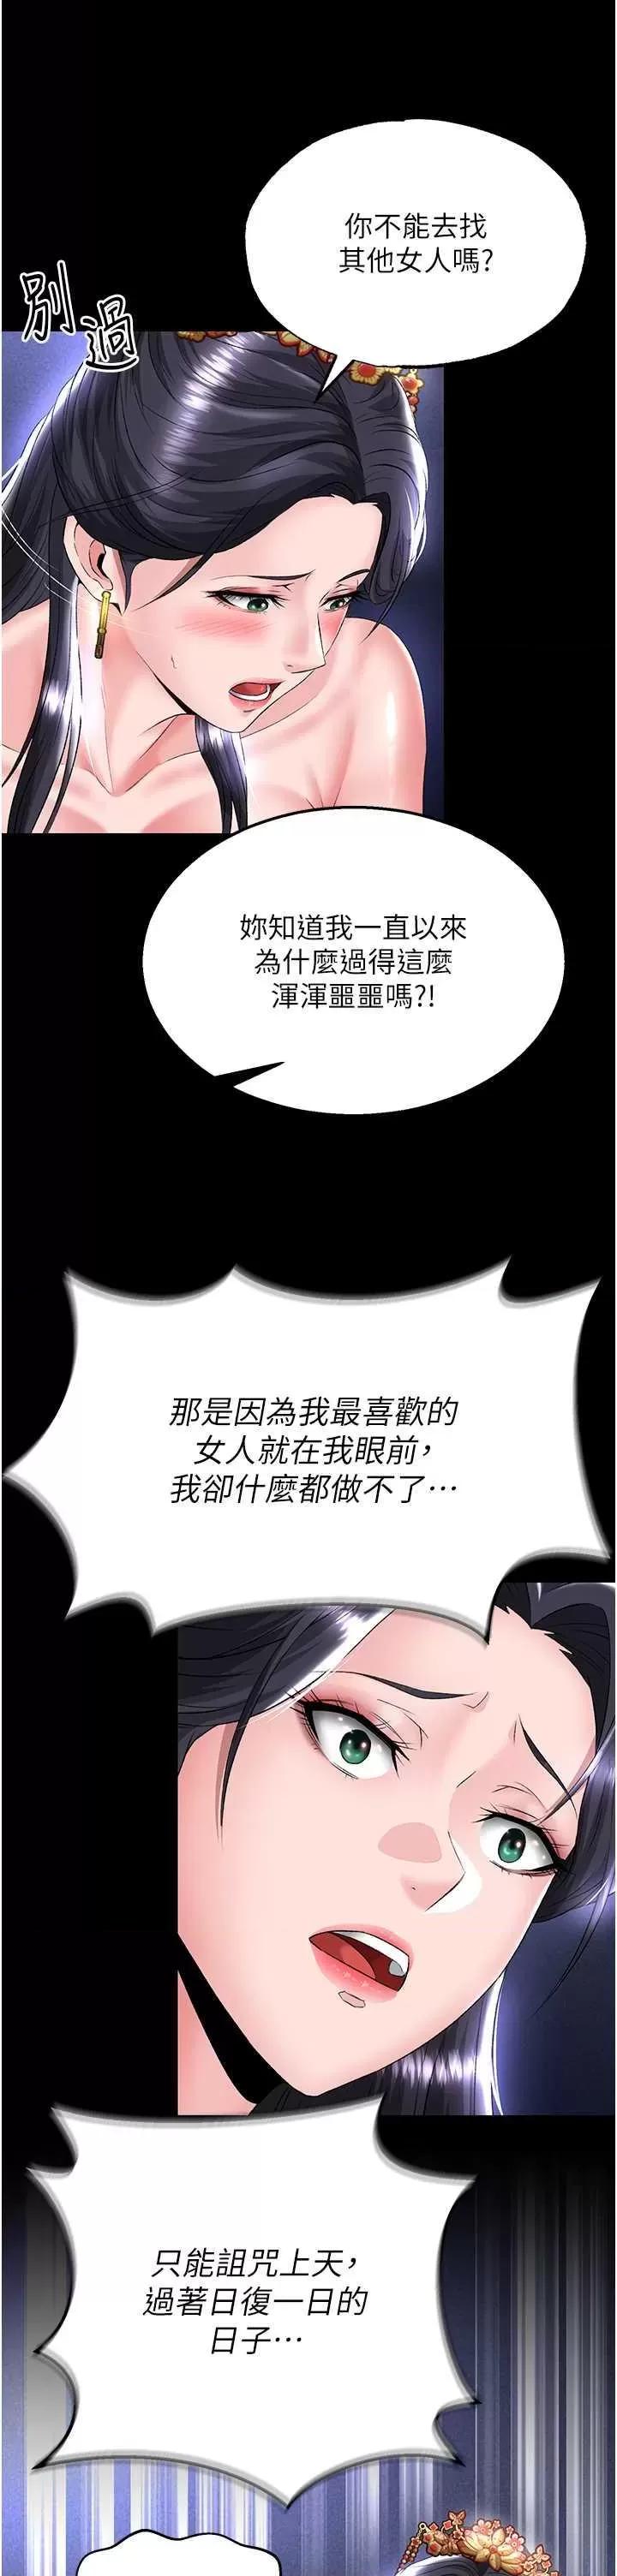 你不能去找
其他女人嗎?
別過
妳知道我一直以來
為什麼過得這麼
渾渾噩噩嗎?!
那是因為我最喜歡的
女人就在我眼前,
我卻什麼都做不了…
只能詛咒上天,
過著日復一日的
日子…